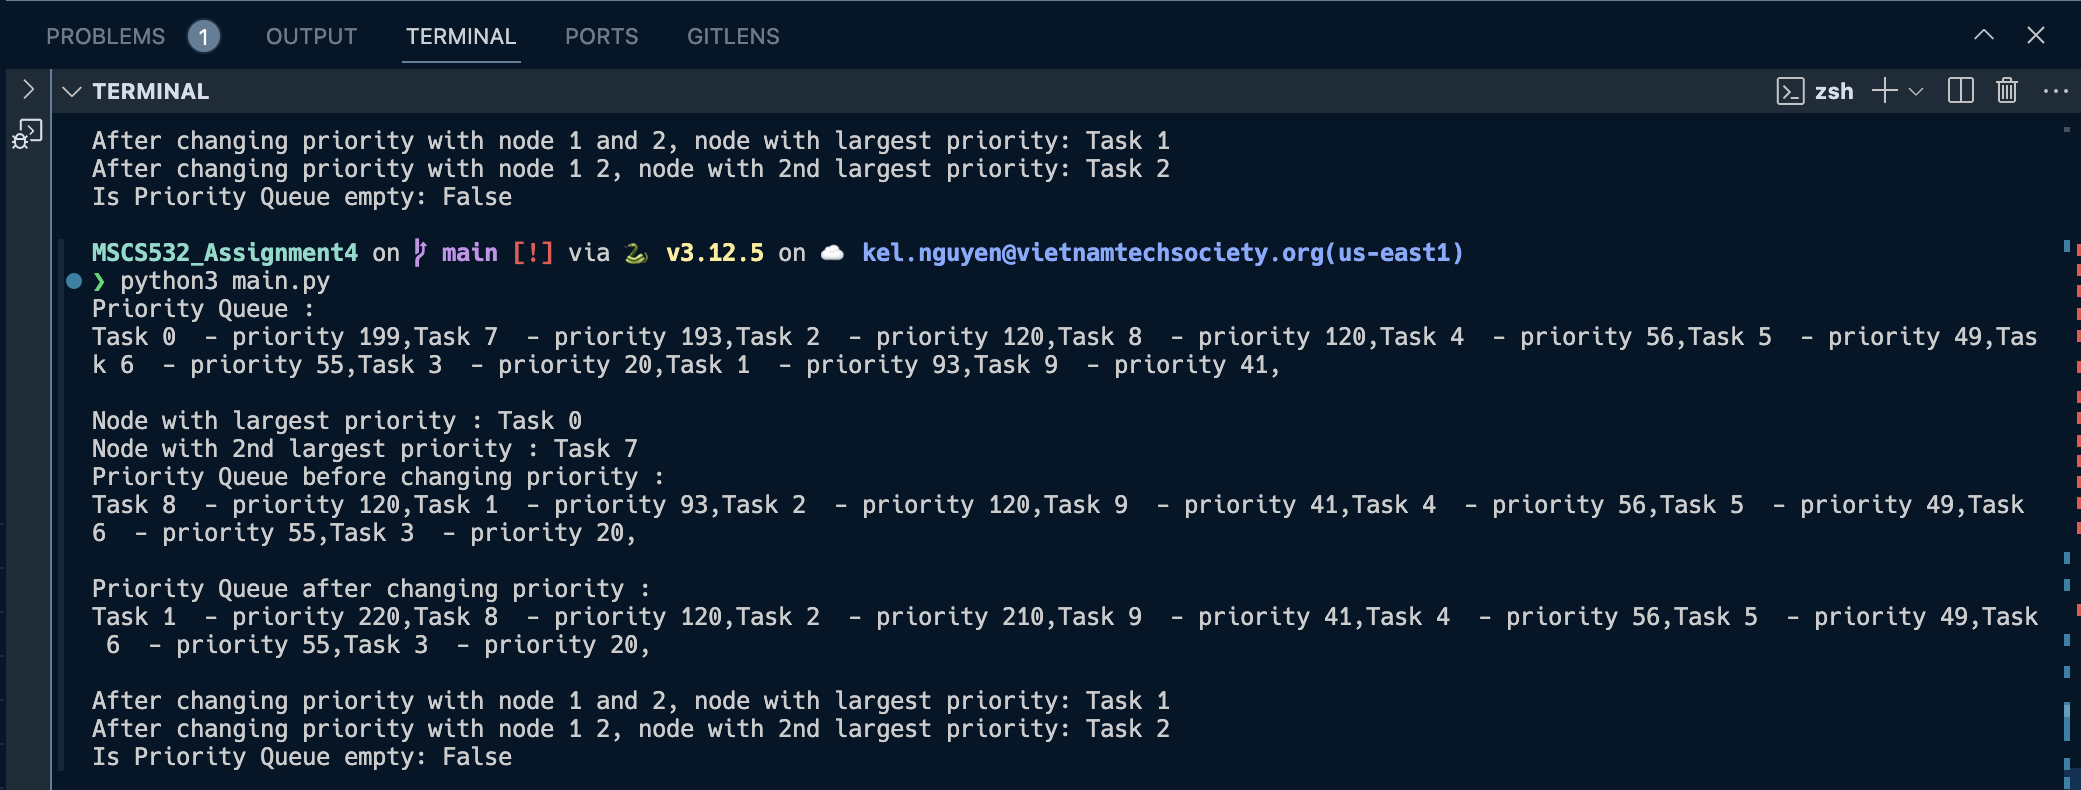 PROBLEMS 1 OUTPUT TERMINAL PORTS GITLENS
TERMINAL zsh
After changing priority with node 1 and 2, node with largest priority: Task 1
After changing priority with node 1 2, node with 2nd largest priority: Task 2
Is Priority Queue empty: False
MSCS532_Assignment4 on main [!] via v3.12.5 on kel.nguyen@vietnamtechsociety.org(us-east1)
❯ python3 main.py
Priority Queue :
Task 0  - priority 199,Task 7  - priority 193,Task 2  - priority 120,Task 8  - priority 120,Task 4  - priority 56,Task 5  - priority 49,Tas
k 6  - priority 55,Task 3  - priority 20,Task 1  - priority 93,Task 9  - priority 41,
Node with largest priority : Task 0
Node with 2nd largest priority : Task 7
Priority Queue before changing priority :
Task 8  - priority 120,Task 1  - priority 93,Task 2  - priority 120,Task 9  - priority 41,Task 4  - priority 56,Task 5  - priority 49,Task
6  - priority 55,Task 3  - priority 20,
Priority Queue after changing priority :
Task 1  - priority 220,Task 8  - priority 120,Task 2  - priority 210,Task 9  - priority 41,Task 4  - priority 56,Task 5  - priority 49,Task
 6  - priority 55,Task 3  - priority 20,
After changing priority with node 1 and 2, node with largest priority: Task 1
After changing priority with node 1 2, node with 2nd largest priority: Task 2
Is Priority Queue empty: False